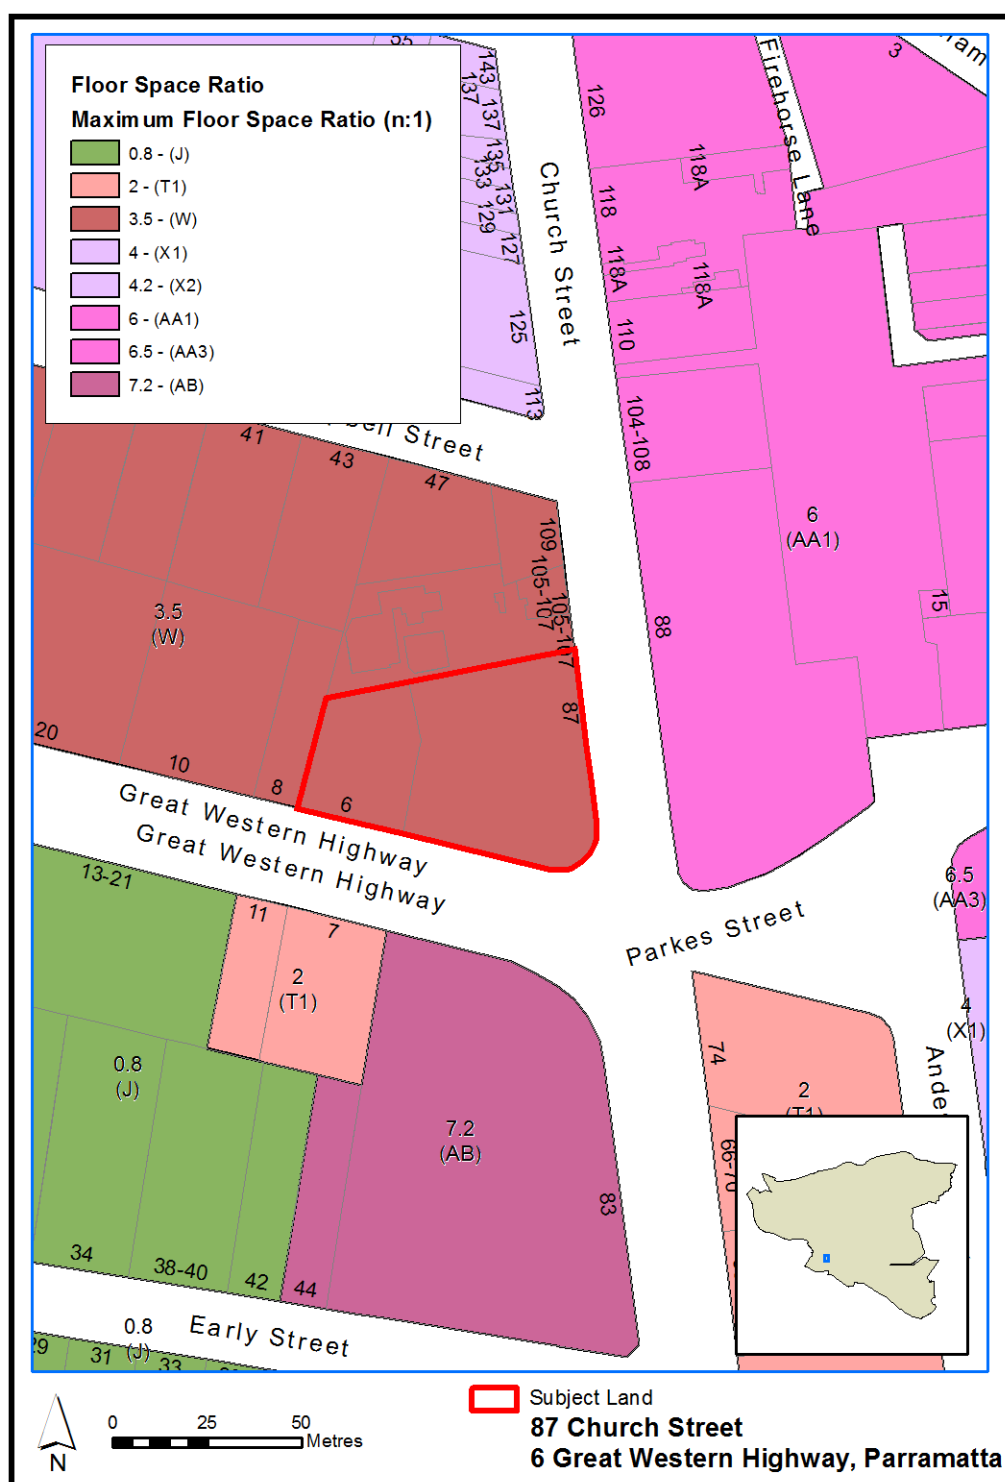 Floor Space Ratio
Maximum Floor Space Ratio (n:1)
0.8 - (J)
2 - (T1)
3.5 - (W)
4 - (X1)
4.2 - (X2)
6 - (AA1)
6.5 - (AA3)
7.2 - (AB)
143
137
137
135
133
131
129
127
125
113
Church Street
Firehorse Lane
3
126
118A
118
118A
118A
110
104-108
6
(AA1)
15
88
Street
41
43
47
109
105-107
105-107
87
3.5
(W)
20
10
8
6
Great Western Highway
Great Western Highway
13-21
11
7
2
(T1)
0.8
(J)
7.2
(AB)
83
34
38-40
42
44
Early Street
0.8
(J)
31
33
Parkes Street
6.5
(AA3)
4
(X1)
74
2
(T1)
66-70
Subject Land
87 Church Street
6 Great Western Highway, Parramatta
0 25 50
Metres
N